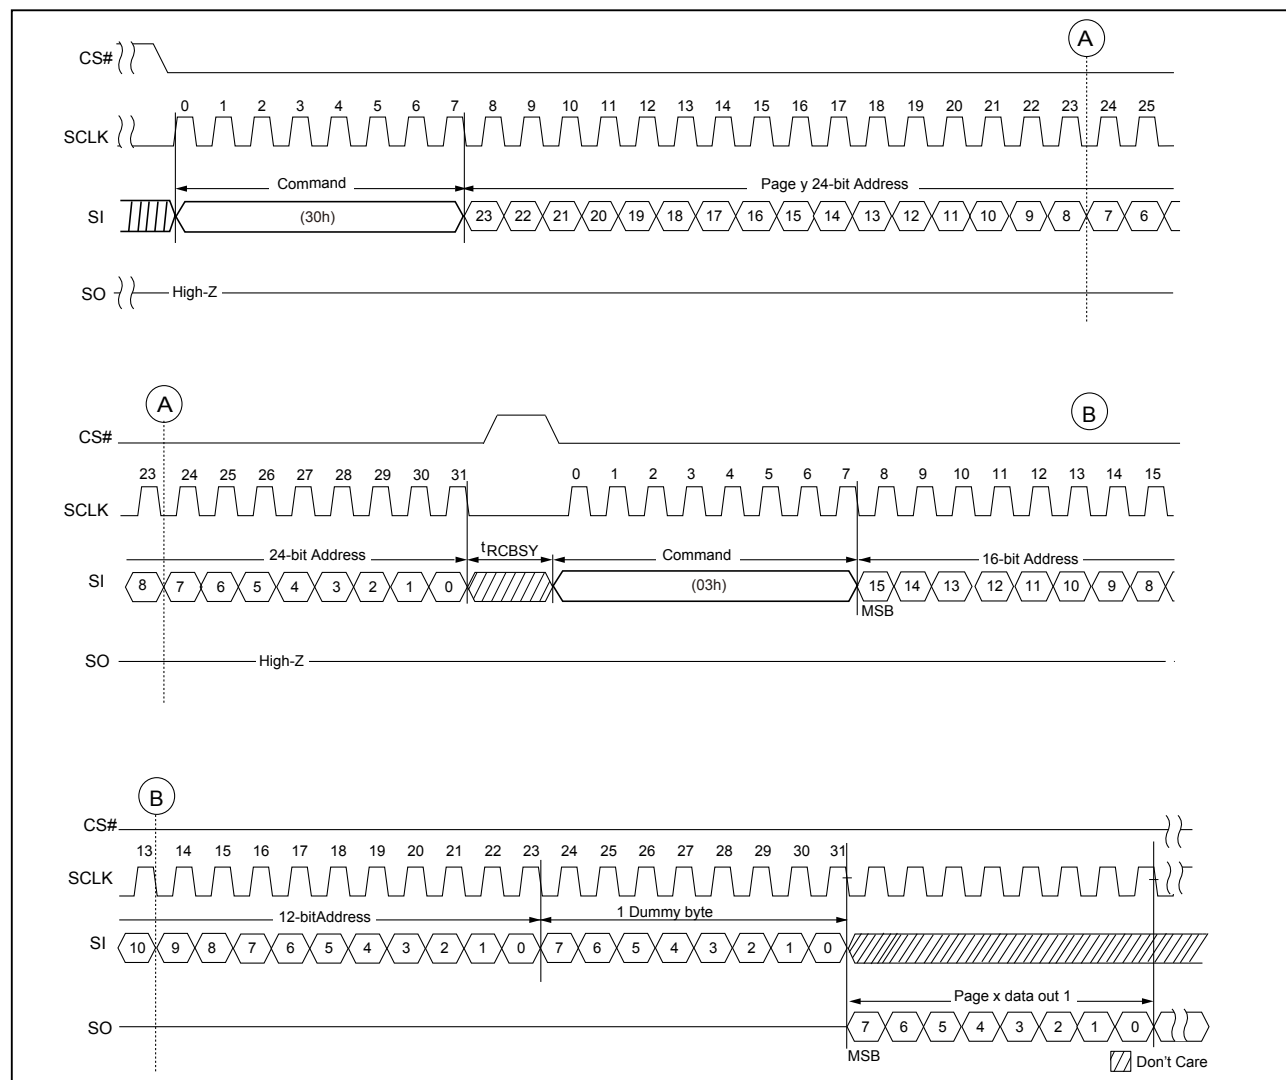 A
CS#
0 1 2 3 4 5 6 7 8 9 10 11 12 13 14 15 16 17 18 19 20 21 22 23 24 25
SCLK
Command Page y 24-bit Address
SI (30h) 23 22 21 20 19 18 17 16 15 14 13 12 11 10 9 8 7 6
SO High-Z
A B
CS#
23 24 25 26 27 28 29 30 31 0 1 2 3 4 5 6 7 8 9 10 11 12 13 14 15
SCLK
24-bit Address tRCBSY Command 16-bit Address
SI 8 7 6 5 4 3 2 1 0 (03h) 15 14 13 12 11 10 9 8
MSB
SO High-Z
B
CS#
13 14 15 16 17 18 19 20 21 22 23 24 25 26 27 28 29 30 31
SCLK
12-bitAddress 1 Dummy byte
SI 10 9 8 7 6 5 4 3 2 1 0 7 6 5 4 3 2 1 0
Page x data out 1
SO 7 6 5 4 3 2 1 0
MSB
Don't Care